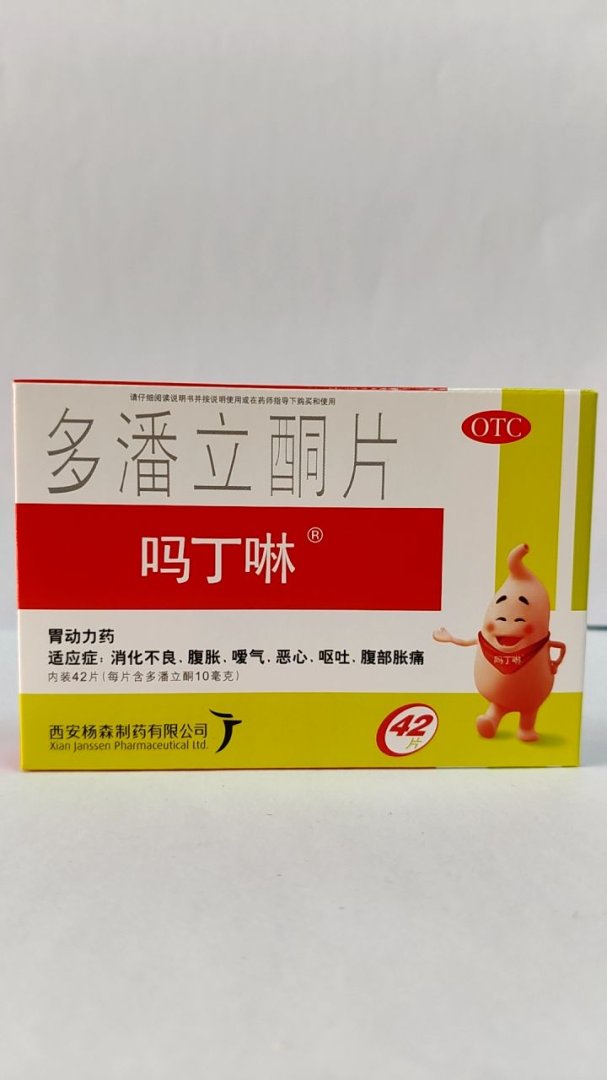 请仔细阅读说明书并按说明使用或在药师指导下购买和使用
多潘立酮片
OTC
吗丁啉®
胃动力药
适应症：消化不良、腹胀、嗳气、恶心、呕吐、腹部胀痛
内装42片（每片含多潘立酮10毫克）
吗丁啉
西安杨森制药有限公司
Xian Janssen Pharmaceutical Ltd.
42
片